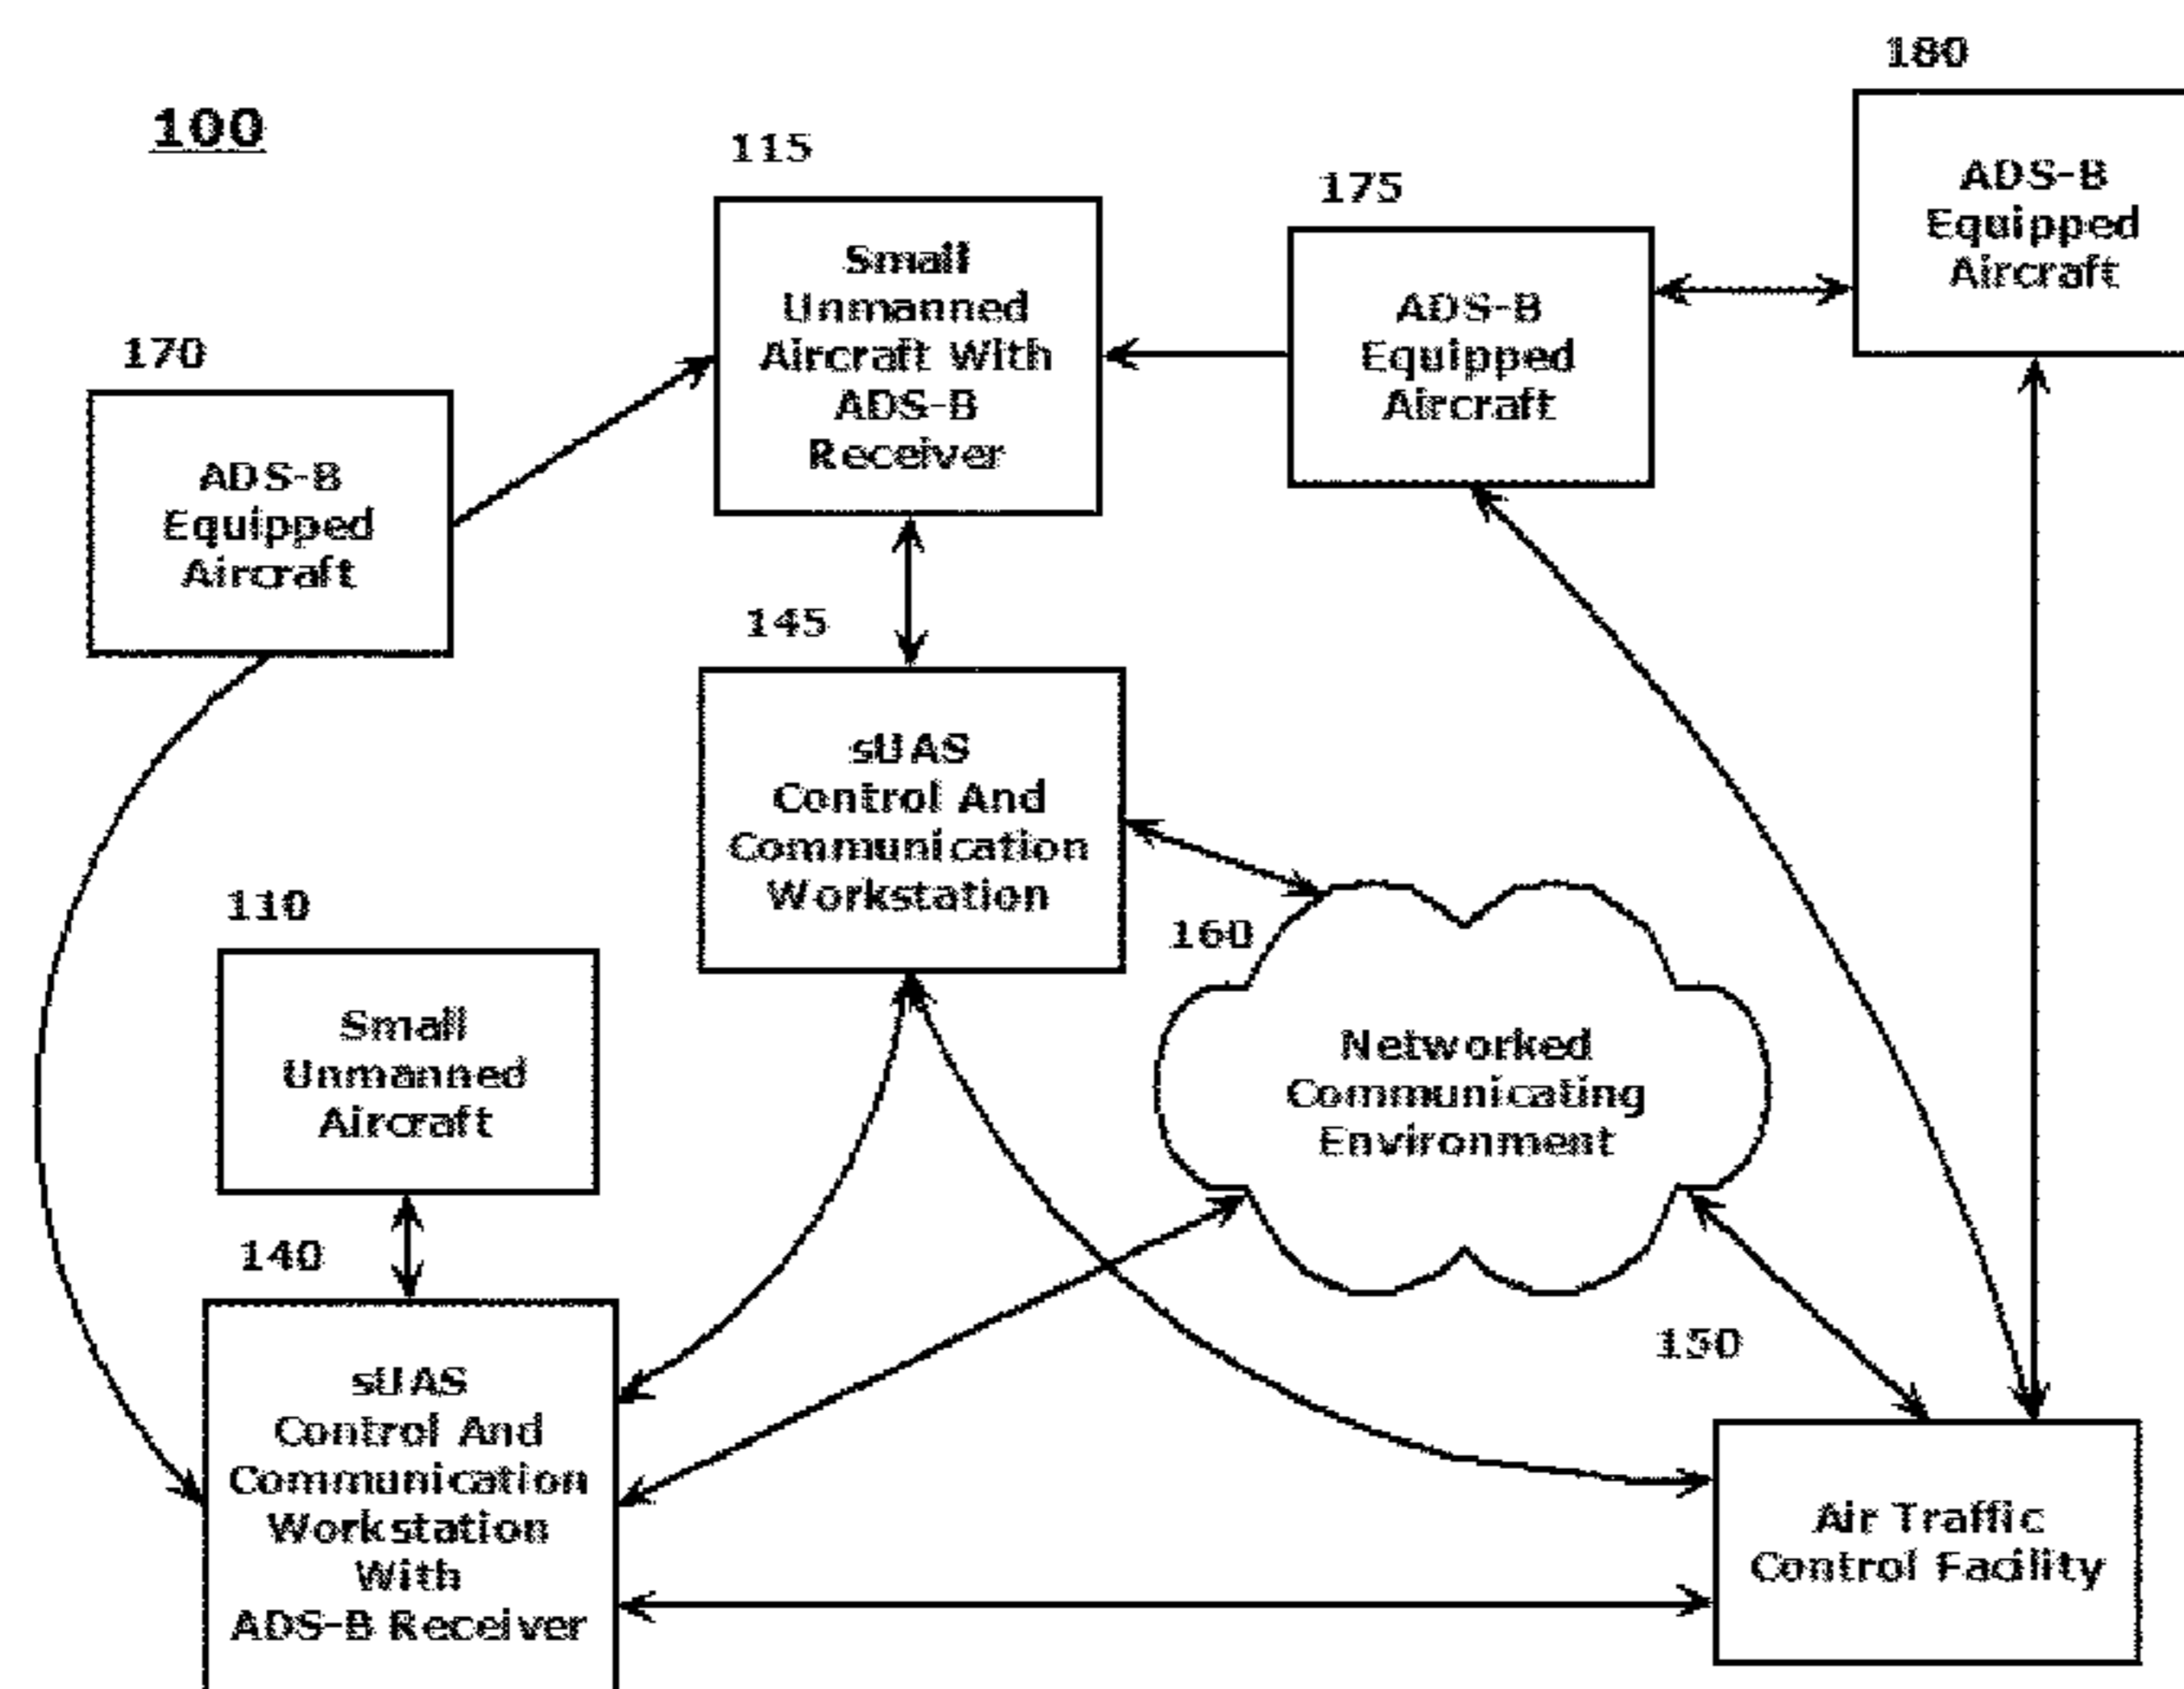 180
100
115
ADS-B
Equipped
Aircraft
175
Small
Unmanned
Aircraft With
ADS-B
Receiver
ADS-B
Equipped
Aircraft
170
ADS-B
Equipped
Aircraft
145
sUAS
Control And
Communication
Workstation
110
160
Small
Unmanned
Aircraft
Networked
Communicating
Environment
140
150
sUAS
Control And
Communication
Workstation
With
ADS-B Receiver
Air Traffic
Control Facility